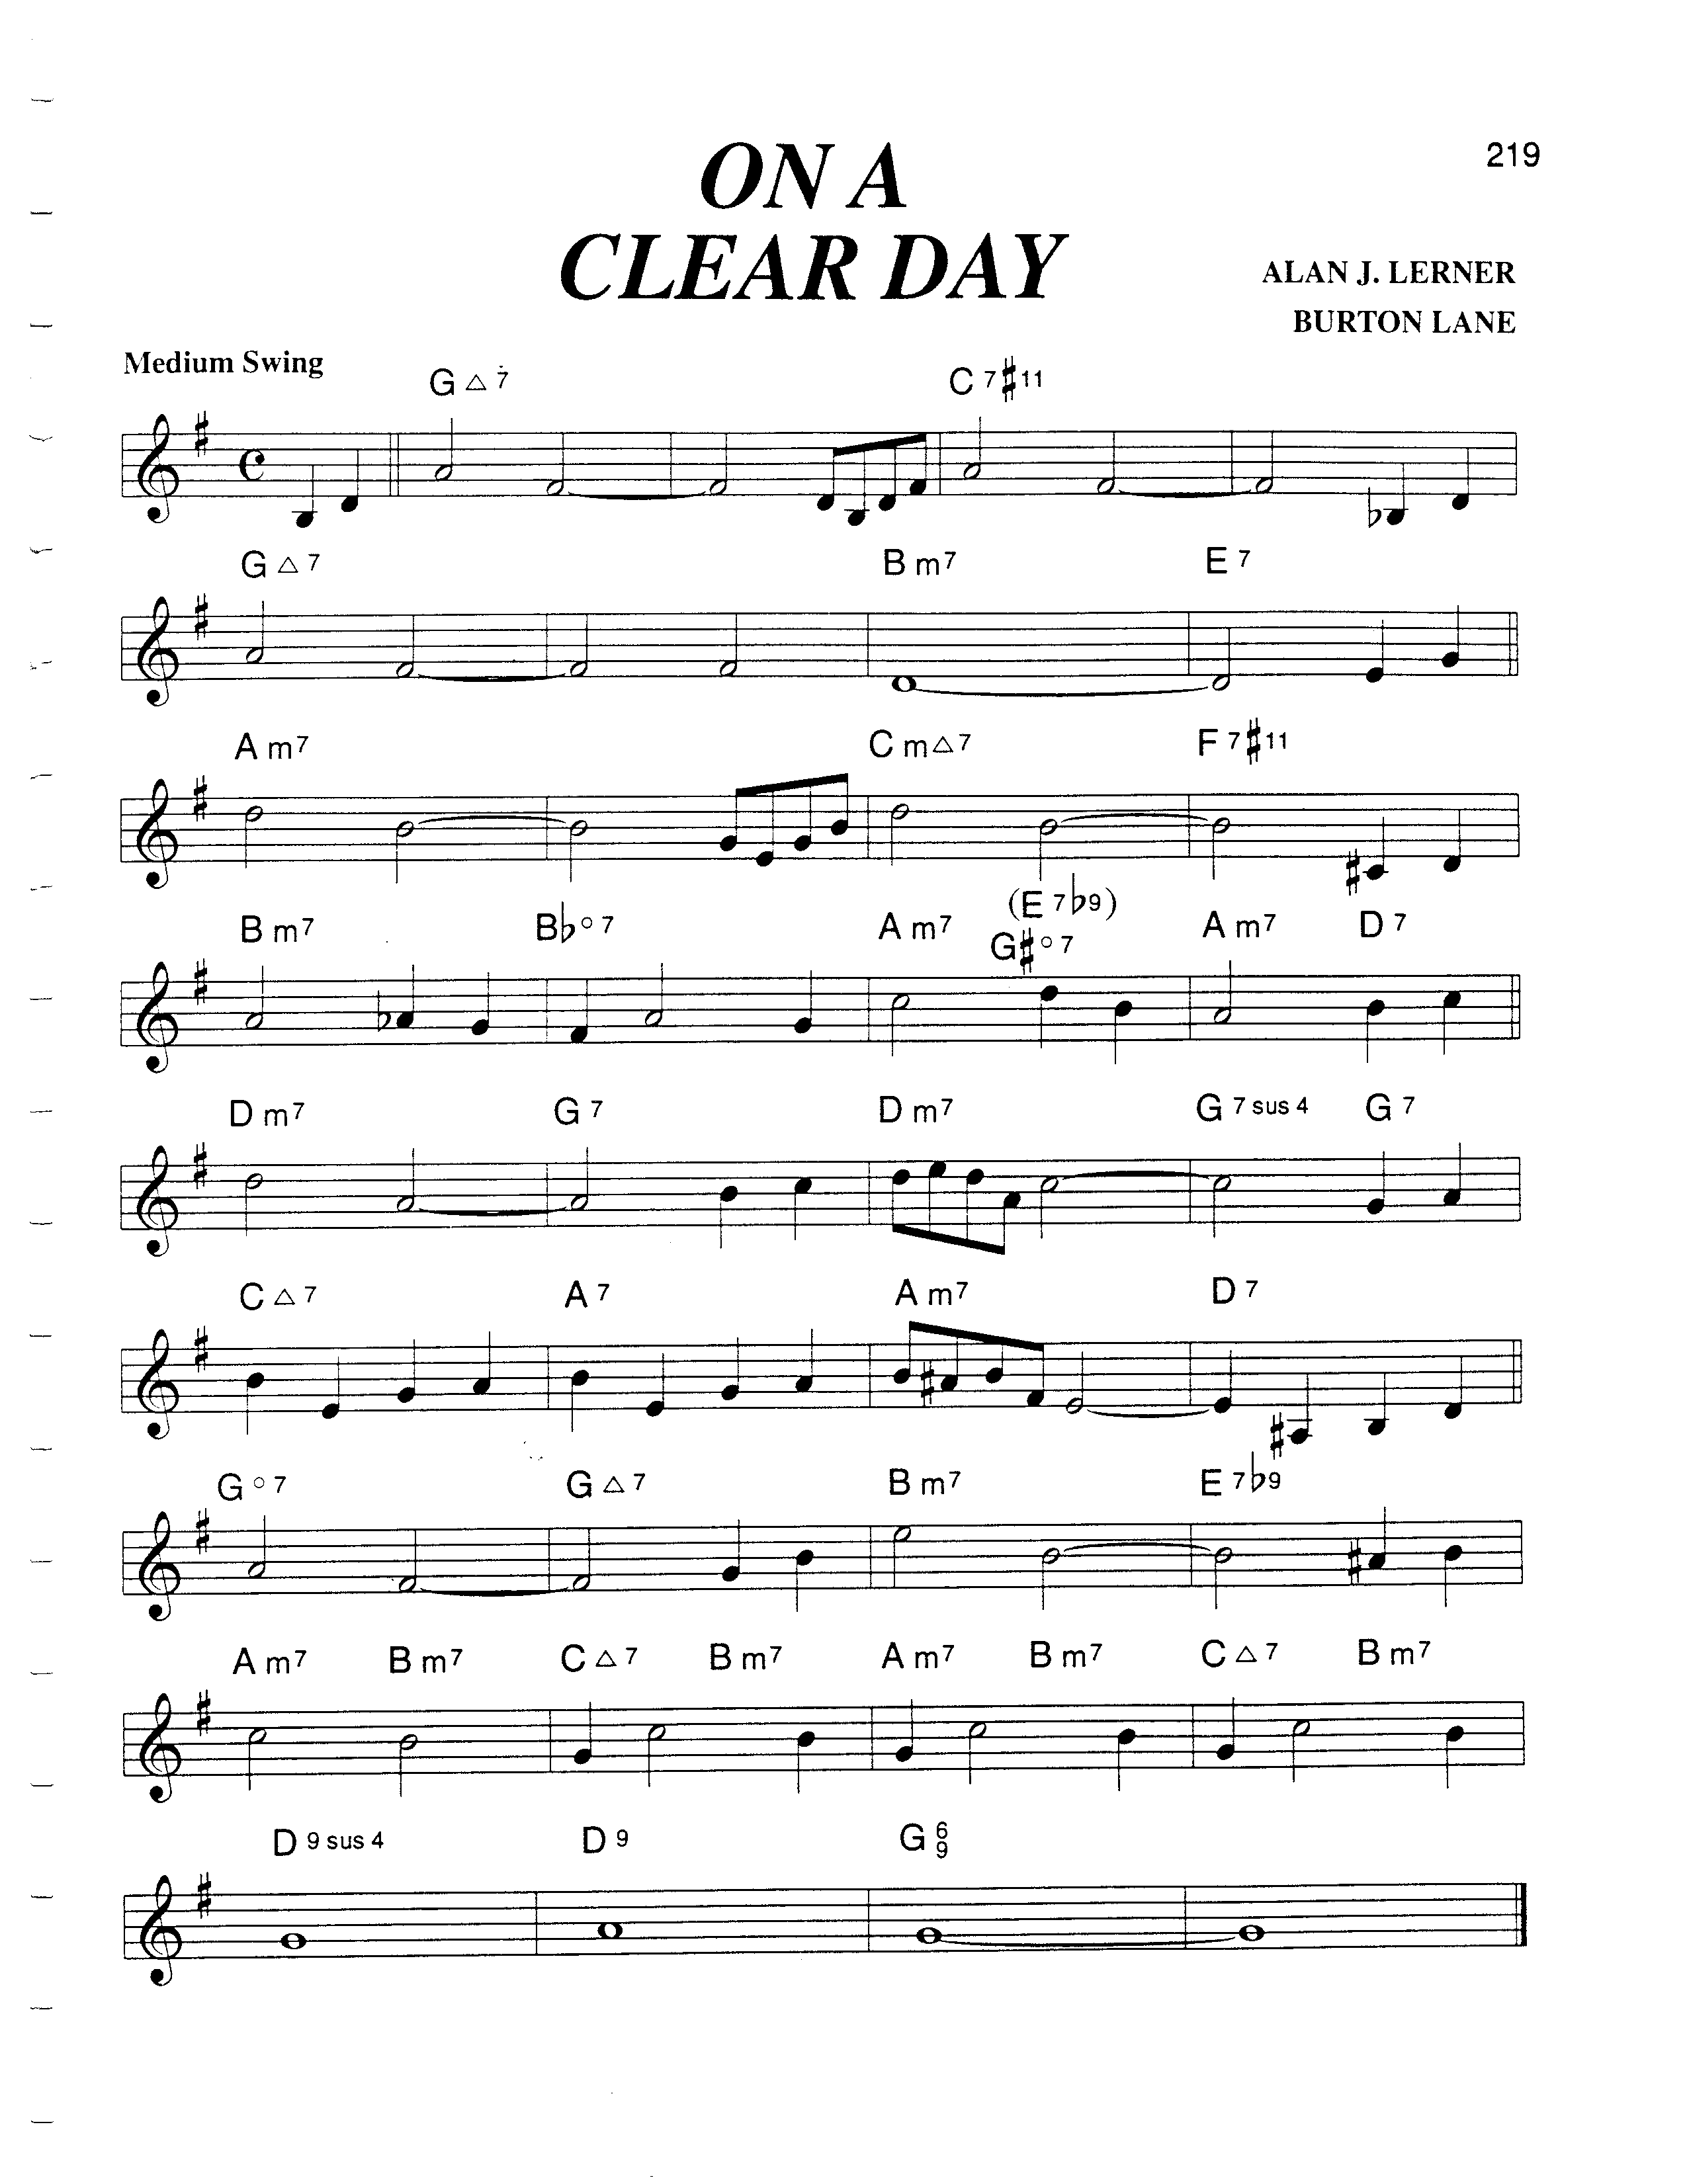 219
ON A
CLEAR DAY
ALAN J. LERNER
BURTON LANE
Medium Swing
G△7 C7♯11
G△7 Bm7 E7
Am7 Cm△7 F7♯11
(E7♭9)
Bm7 B♭°7 Am7 G♯°7 Am7 D7
Dm7 G7 Dm7 G7sus4 G7
C△7 A7 Am7 D7
G°7 G△7 Bm7 E7♭9
Am7 Bm7 C△7 Bm7 Am7 Bm7 C△7 Bm7
D9sus4 D9 G6/9